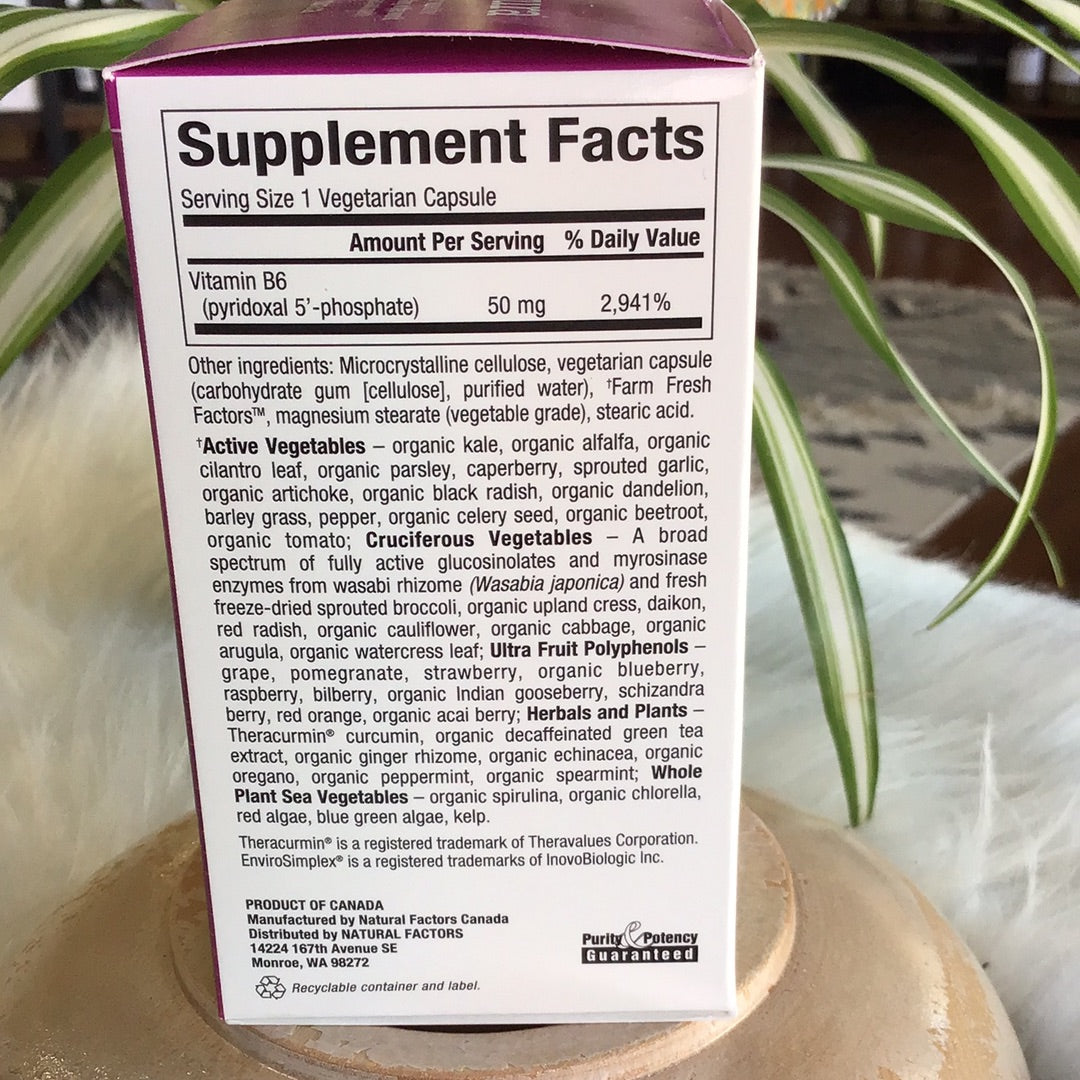 Supplement Facts
Serving Size 1 Vegetarian Capsule
Amount Per Serving % Daily Value
Vitamin B6
(pyridoxal 5'-phosphate) 50 mg 2,941%
Other ingredients: Microcrystalline cellulose, vegetarian capsule
(carbohydrate gum [cellulose], purified water), †Farm Fresh
Factors™, magnesium stearate (vegetable grade), stearic acid.
†Active Vegetables – organic kale, organic alfalfa, organic
cilantro leaf, organic parsley, caperberry, sprouted garlic,
organic artichoke, organic black radish, organic dandelion,
barley grass, pepper, organic celery seed, organic beetroot,
organic tomato; Cruciferous Vegetables – A broad
spectrum of fully active glucosinolates and myrosinase
enzymes from wasabi rhizome (Wasabia japonica) and fresh
freeze-dried sprouted broccoli, organic upland cress, daikon,
red radish, organic cauliflower, organic cabbage, organic
arugula, organic watercress leaf; Ultra Fruit Polyphenols –
grape, pomegranate, strawberry, organic blueberry,
raspberry, bilberry, organic Indian gooseberry, schizandra
berry, red orange, organic acai berry; Herbals and Plants –
Theracurmin® curcumin, organic decaffeinated green tea
extract, organic ginger rhizome, organic echinacea, organic
oregano, organic peppermint, organic spearmint; Whole
Plant Sea Vegetables – organic spirulina, organic chlorella,
red algae, blue green algae, kelp.
Theracurmin® is a registered trademark of Theravalues Corporation.
EnviroSimplex® is a registered trademarks of InovoBiologic Inc.
PRODUCT OF CANADA
Manufactured by Natural Factors Canada
Distributed by NATURAL FACTORS
14224 167th Avenue SE
Monroe, WA 98272
Purity & Potency
Guaranteed
Recyclable container and label.